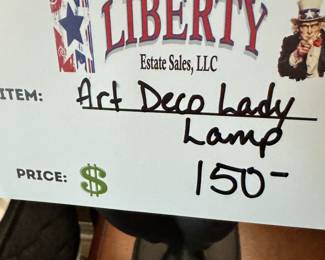 LIBERTY
Estate Sales, LLC
ITEM: Art Deco Lady
Lamp
PRICE: $ 150-